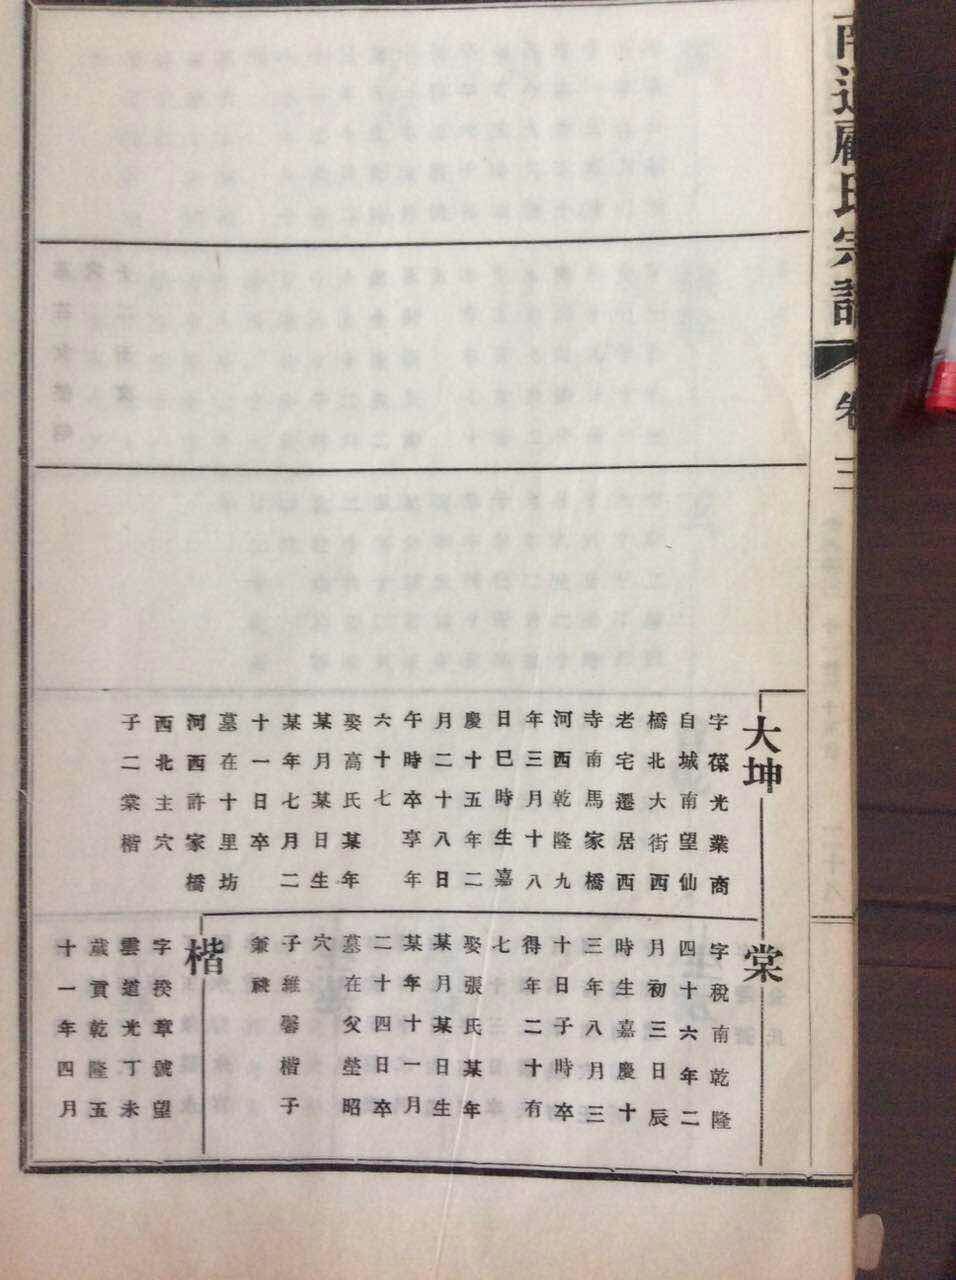 南通顧氏宗譜
卷三
大坤
字葆光業商
自城南望仙
橋北大街西
老宅遷居西
寺南馬家橋
河西乾隆九
年三月十八
日巳時生嘉
慶十五年二
月二十八日
午時卒享年
六十七
娶高氏某年
某月某日生
某年七月二
十一日卒
墓在十里坊
河西許家橋
西北主穴
子二棠楷
棠
字稅南乾隆
四十六年二
月初三日辰
時生嘉慶十
三年八月三
十日子時卒
得年二十有
七
娶張氏某年
某月某日生
某年十一月
二十四日卒
墓在父塋昭
穴
子維馨楷子
兼祧
楷
字揆章號望
雲道光丁未
歲貢乾隆五
十一年四月